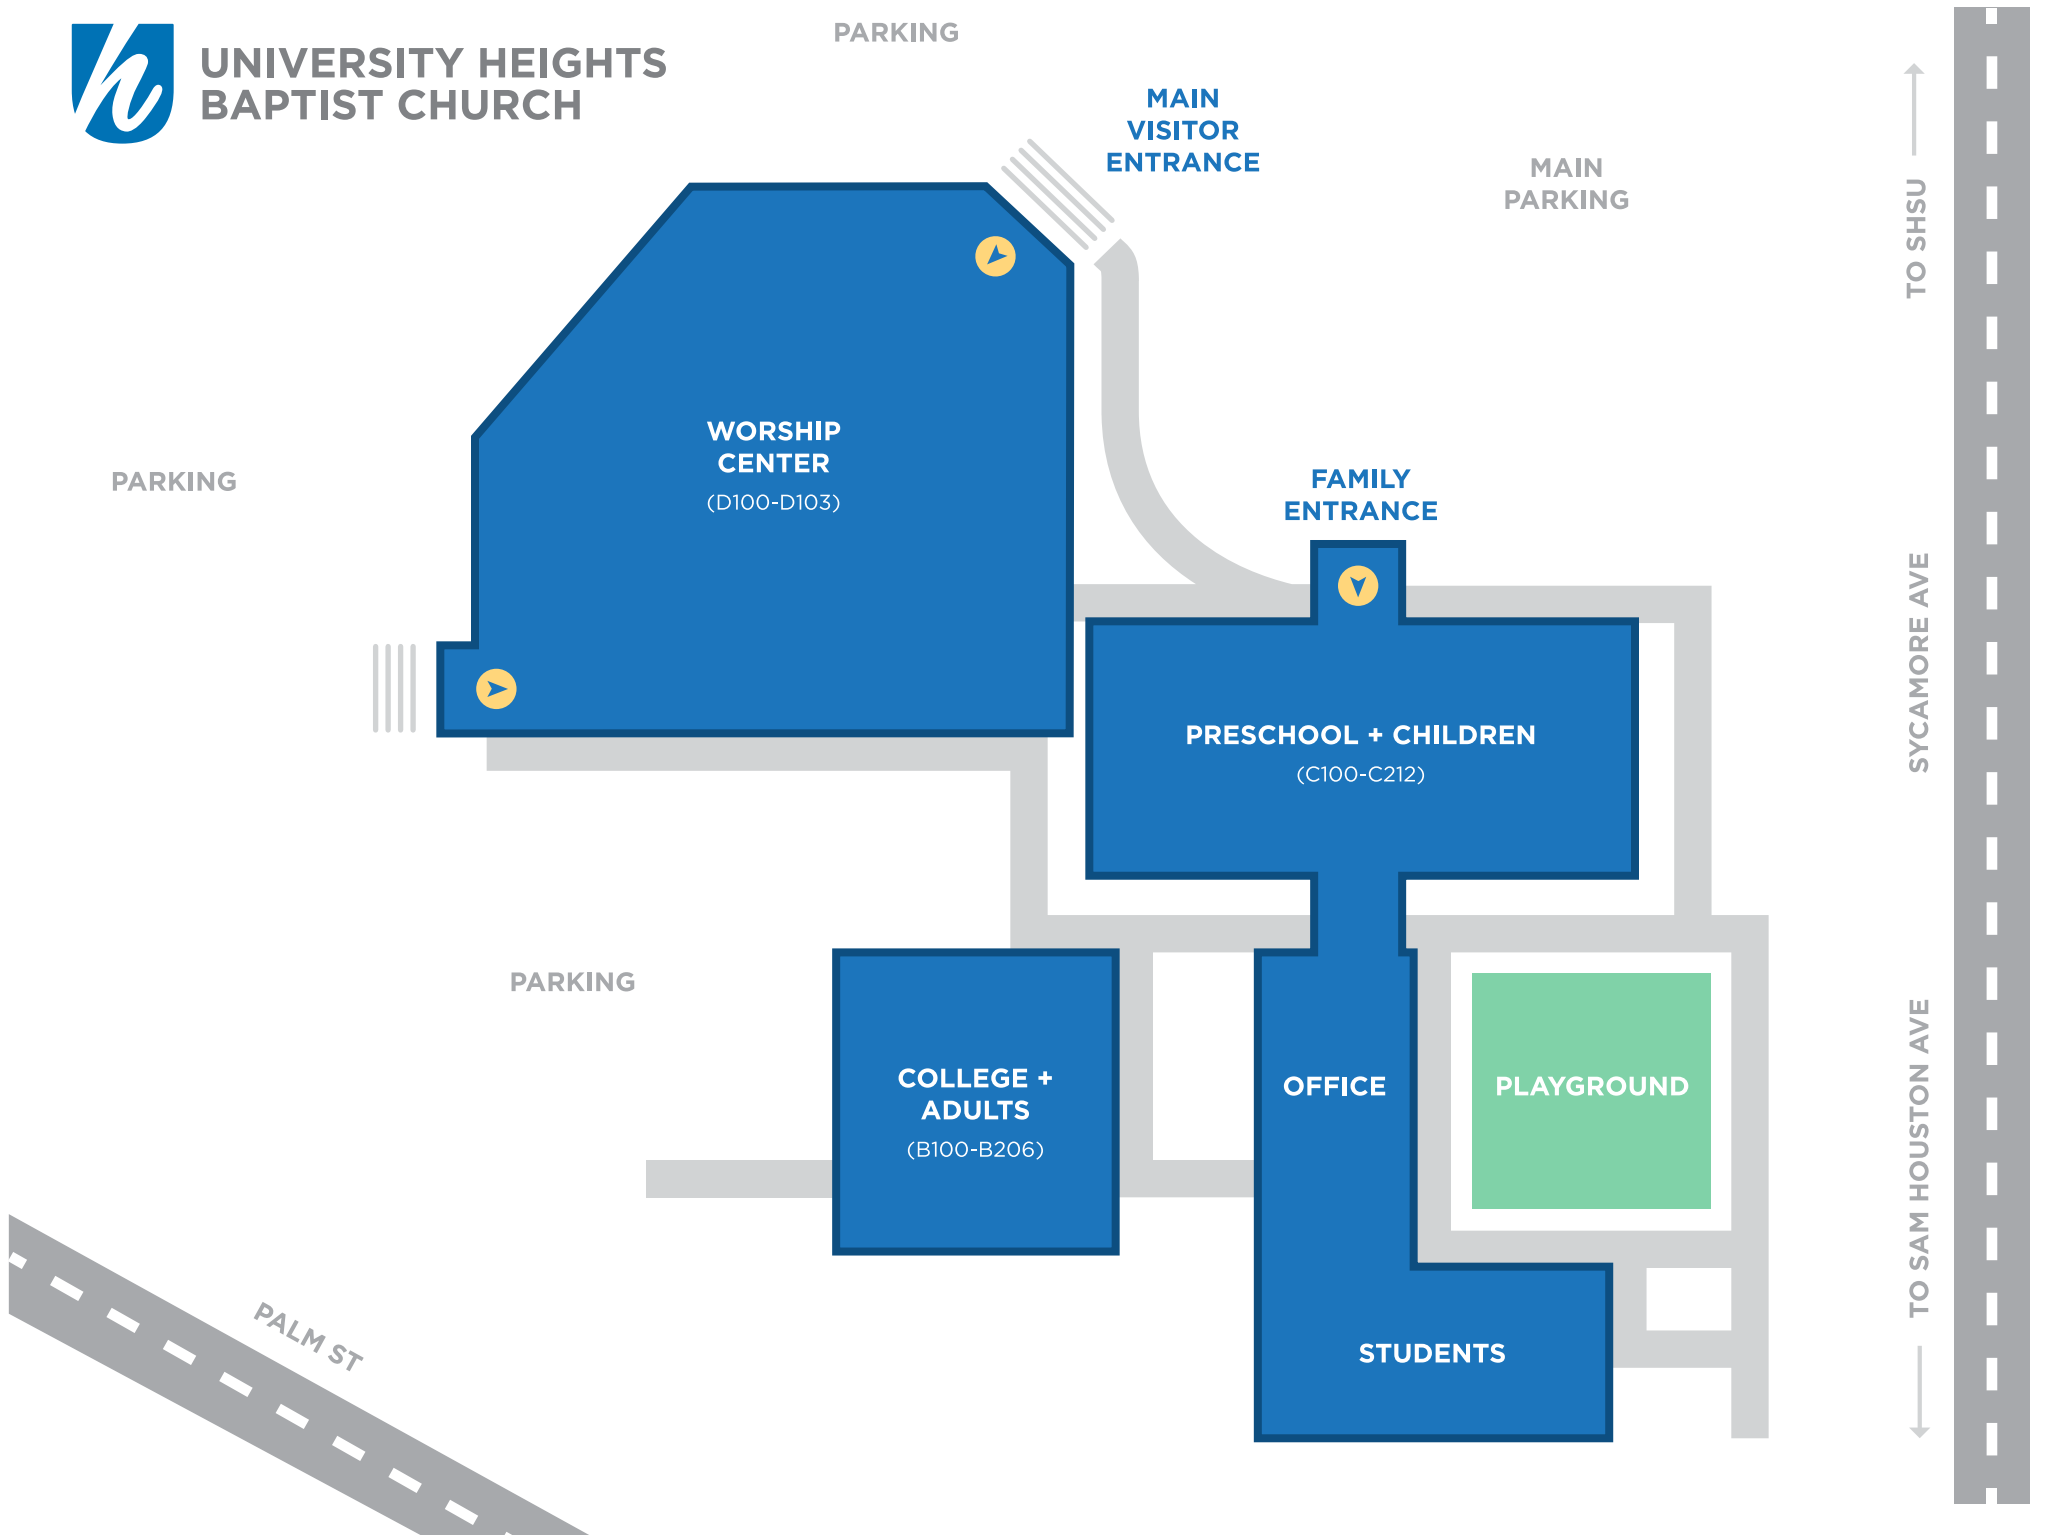 PARKING
UNIVERSITY HEIGHTS
BAPTIST CHURCH
MAIN
VISITOR
ENTRANCE
MAIN
PARKING
TO SHSU
WORSHIP
CENTER
(D100-D103)
PARKING
FAMILY
ENTRANCE
SYCAMORE AVE
PRESCHOOL + CHILDREN
(C100-C212)
PARKING
COLLEGE +
ADULTS
(B100-B206)
OFFICE
PLAYGROUND
TO SAM HOUSTON AVE
PALM ST
STUDENTS